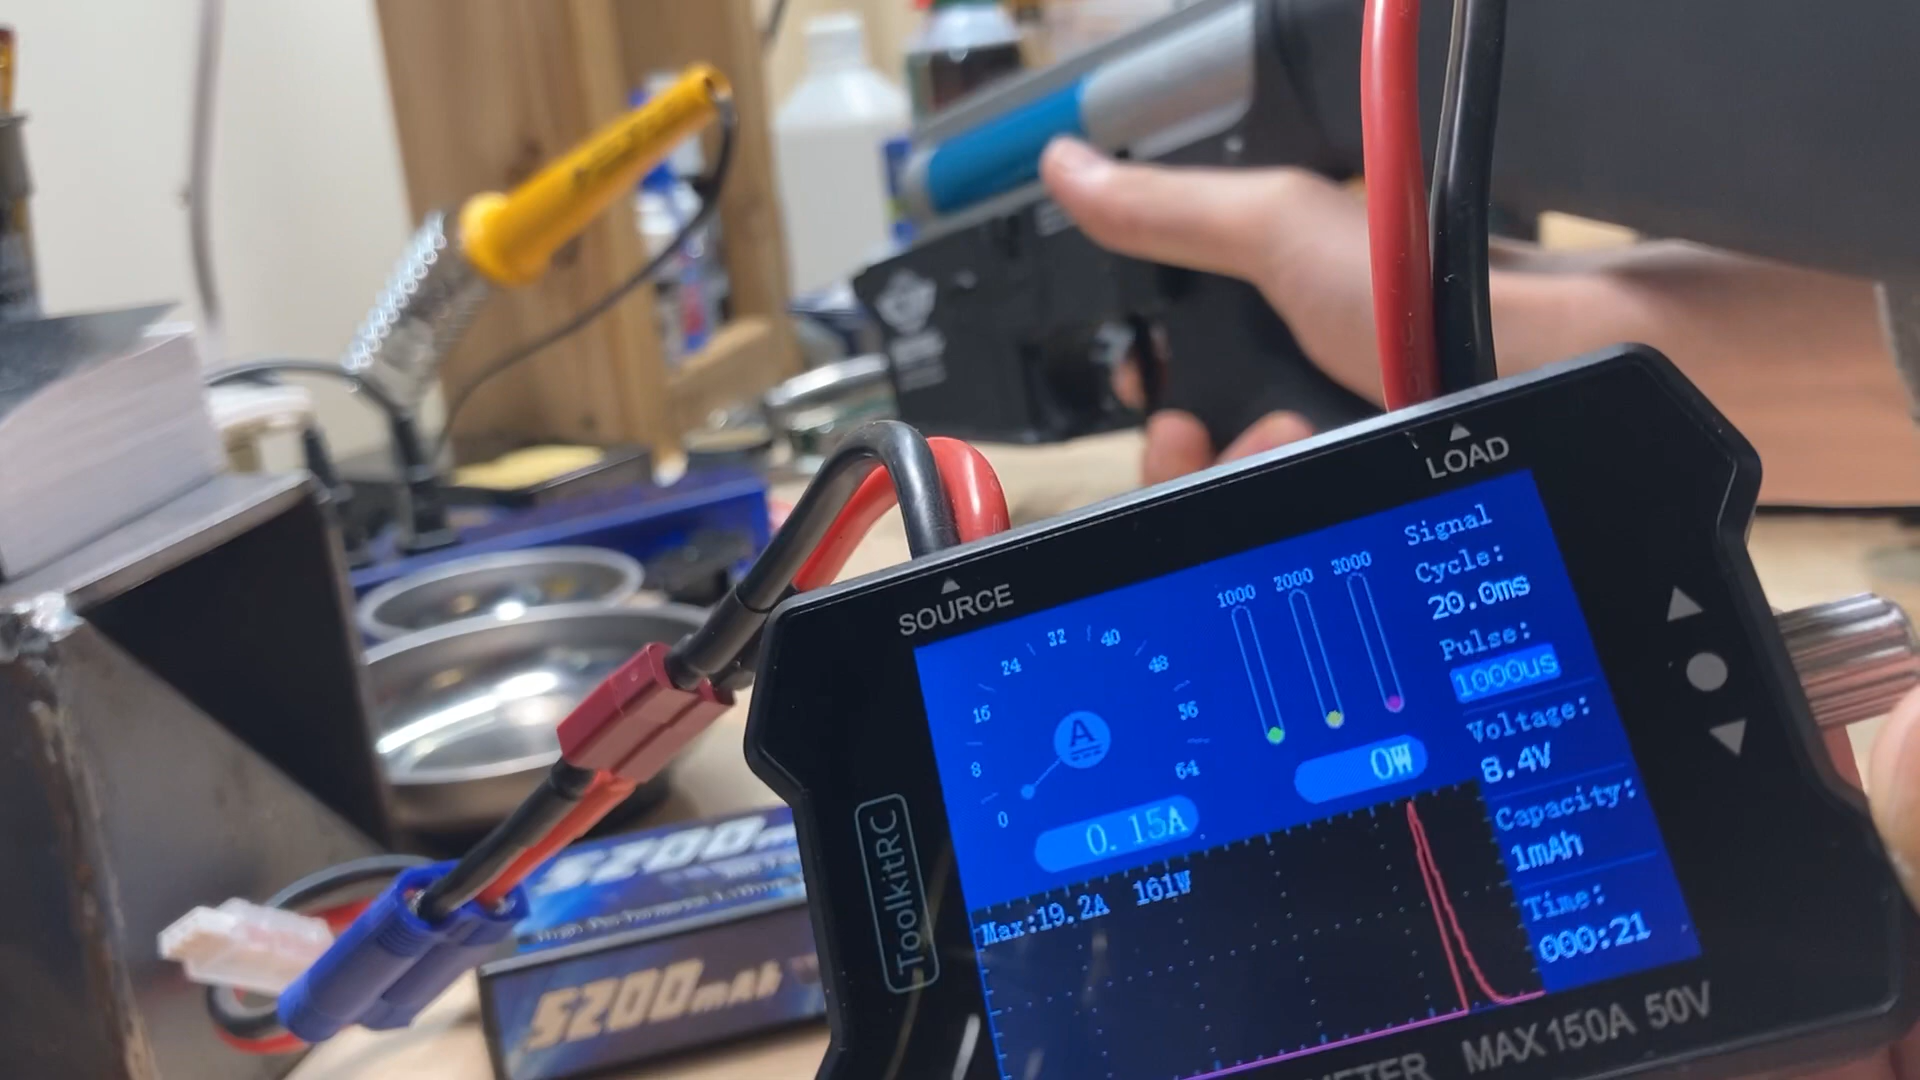 LOAD
SOURCE
Signal
Cycle:
20.0ms
Pulse:
1000us
Voltage:
8.4V
Capacity:
1mAh
Time:
000:21
1000 2000 3000
0 8 16 24 32 40 48 56 64
A
0W
0.15A
Max:19.2A 161W
ToolkitRC
METER MAX 150A 50V
5200m
5200mAh